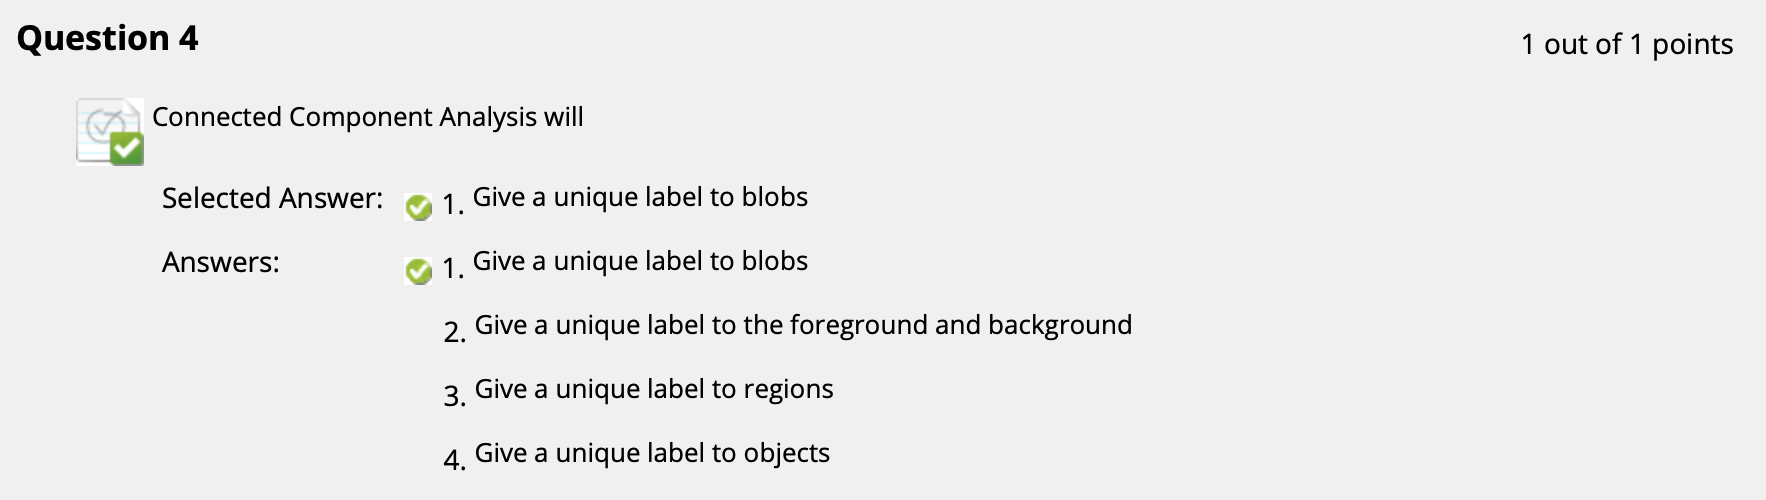 Question 4
1 out of 1 points
Connected Component Analysis will
Selected Answer: 1. Give a unique label to blobs
Answers: 1. Give a unique label to blobs
2. Give a unique label to the foreground and background
3. Give a unique label to regions
4. Give a unique label to objects